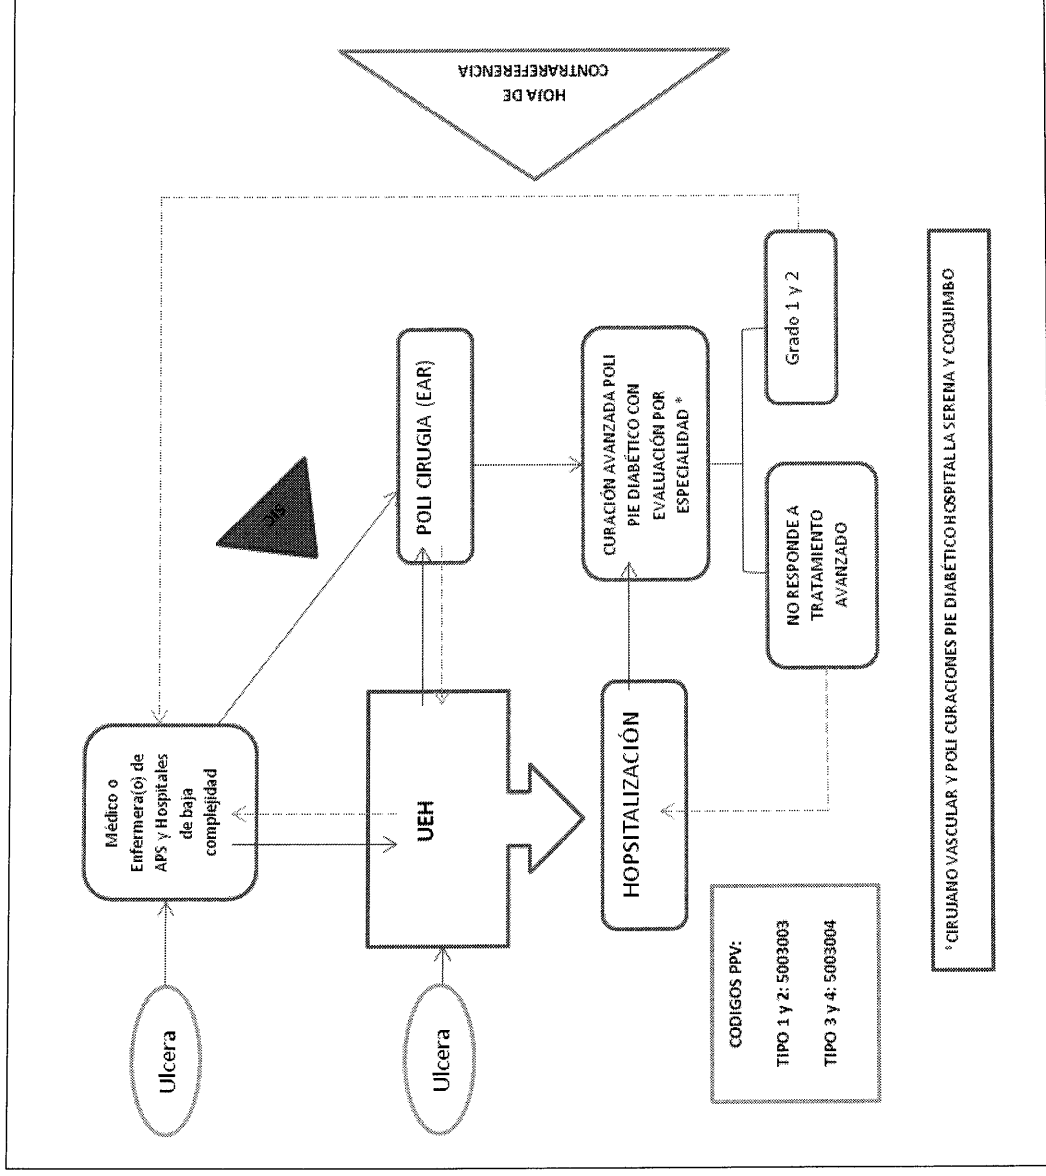 Ulcera
Médico o
Enfermera(o) de
APS y Hospitales
de baja
complejidad
SIC
HOJA DE
CONTRAREFERENCIA
Ulcera
UEH
POLI CIRUGIA (EAR)
HOPSITALIZACIÓN
CURACIÓN AVANZADA POLI
PIE DIABÉTICO CON
EVALUACIÓN POR
ESPECIALIDAD *
CODIGOS PPV:
TIPO 1 y 2: 5003003
TIPO 3 y 4: 5003004
NO RESPONDE A
TRATAMIENTO
AVANZADO
Grado 1 y 2
*CIRUJANO VASCULAR Y POLI CURACIONES PIE DIABÉTICO HOSPITAL LA SERENA Y COQUIMBO